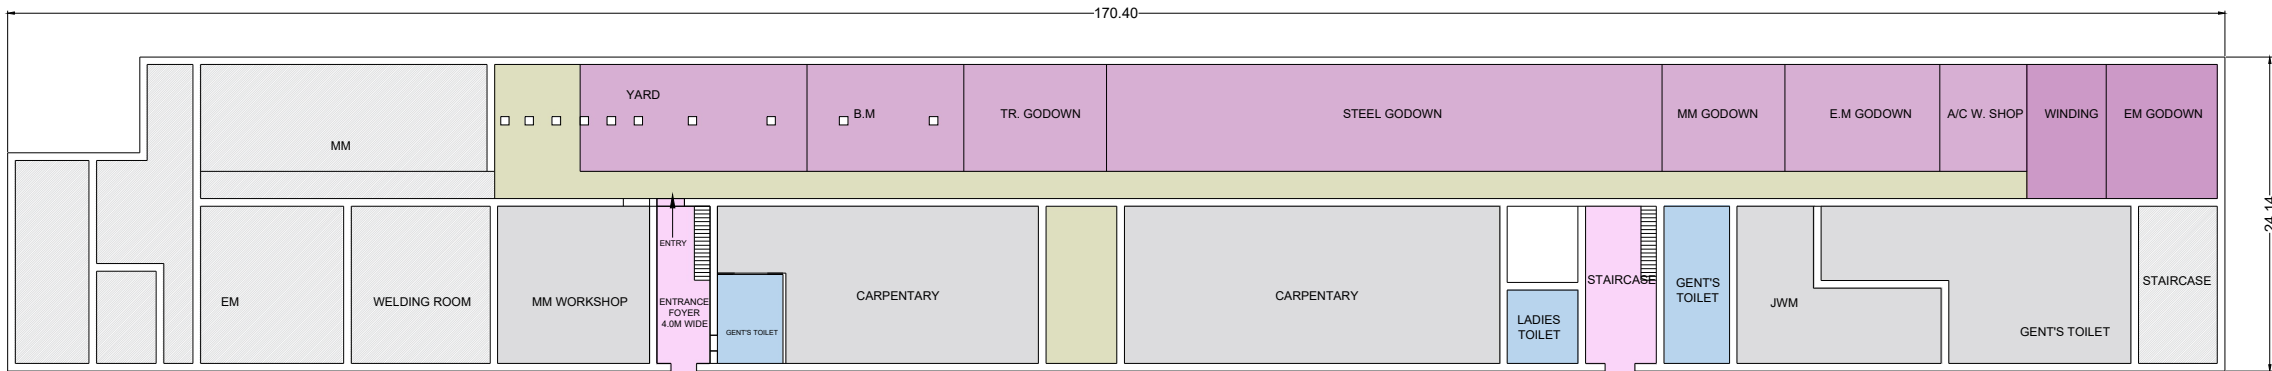 170.40
YARD
B.M
TR. GODOWN
STEEL GODOWN
MM GODOWN
E.M GODOWN
A/C W. SHOP
WINDING
EM GODOWN
MM
24.14
ENTRY
EM
WELDING ROOM
MM WORKSHOP
ENTRANCE
FOYER
4.0M WIDE
GENT'S TOILET
CARPENTARY
CARPENTARY
LADIES
TOILET
STAIRCASE
GENT'S
TOILET
JWM
GENT'S TOILET
STAIRCASE